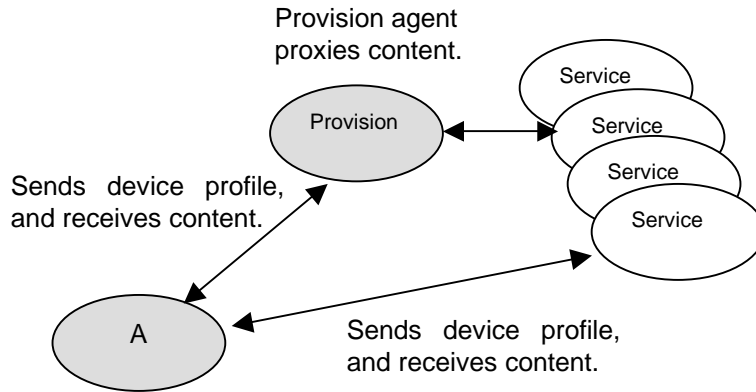 Provision agent
proxies content.
Service
Provision
Service
Service
Sends device profile,
and receives content.
Service
A
Sends device profile,
and receives content.